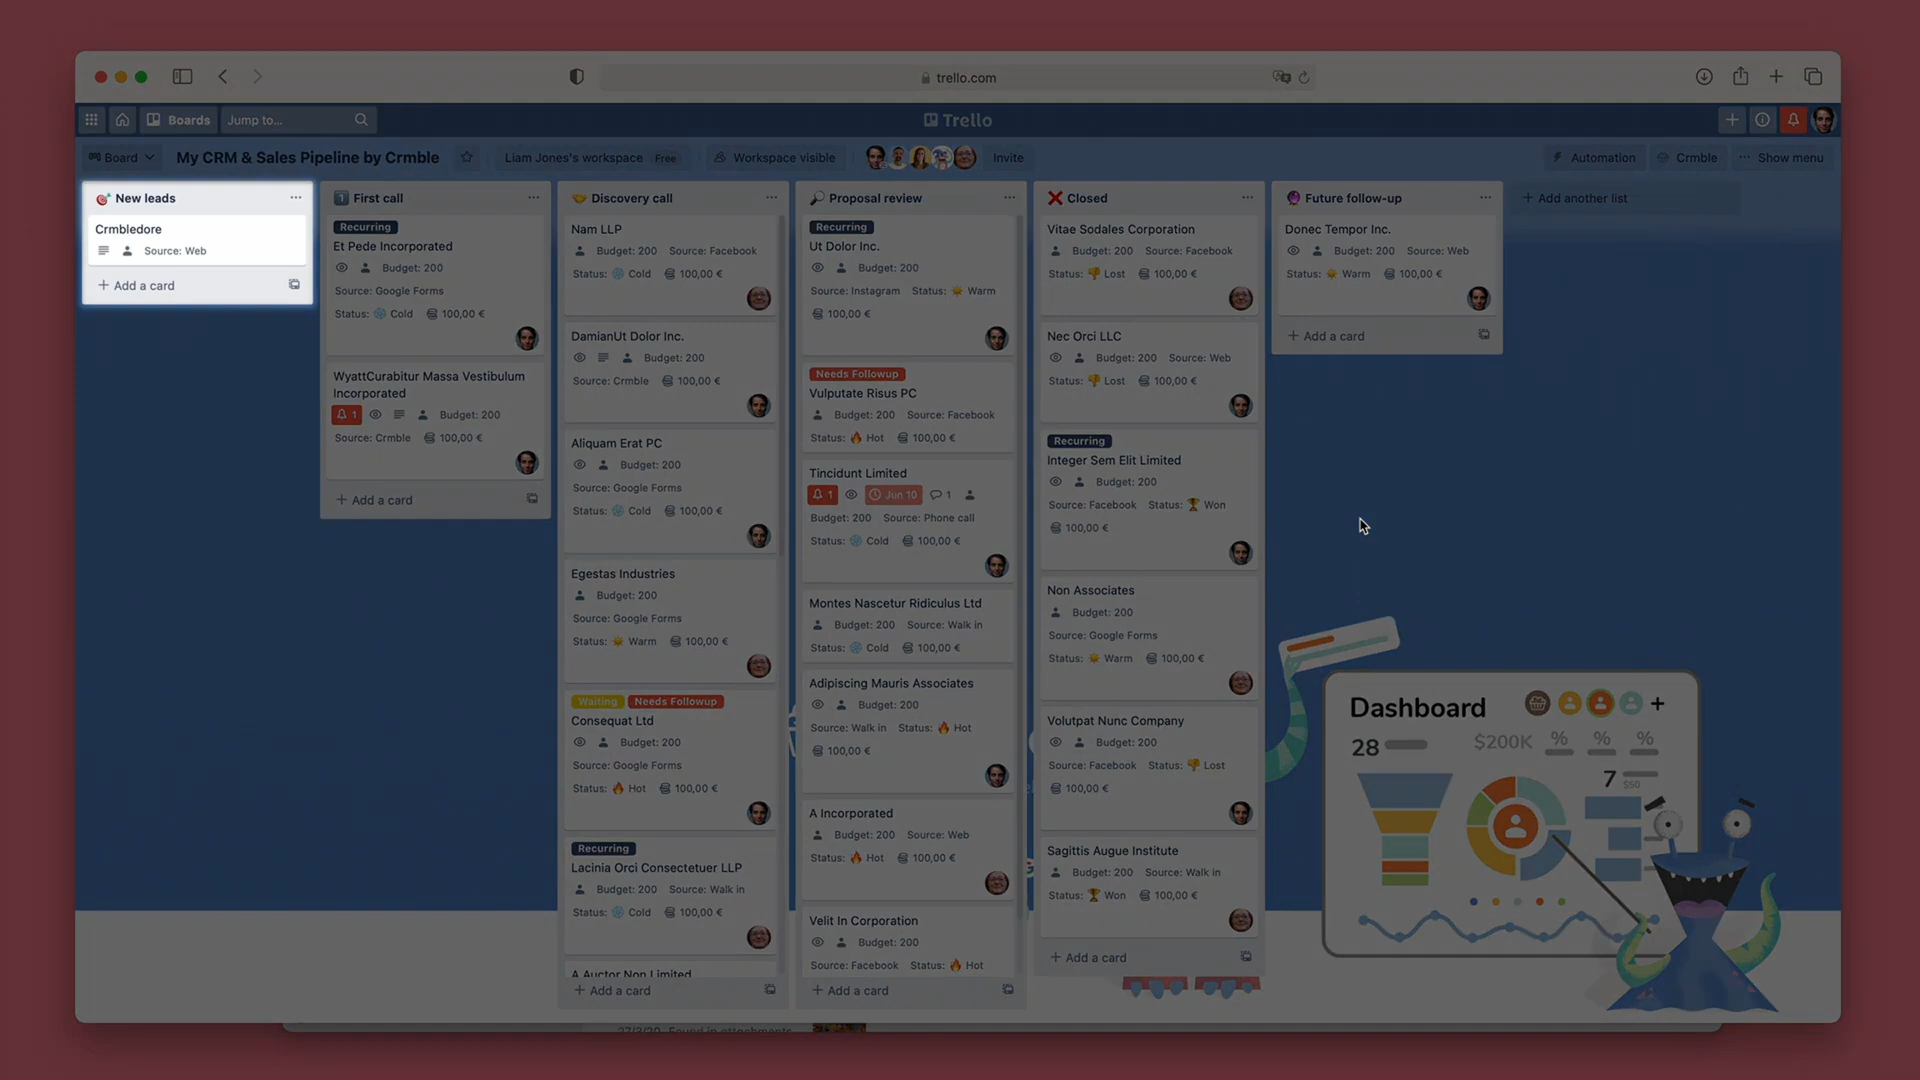 trello.com
Boards
Jump to...
Trello
Board
My CRM & Sales Pipeline by Crmble
Liam Jones's workspace Free
Workspace visible
Invite
Automation
Crmble
Show menu
New leads
Crmbledore
Source: Web
Add a card
First call
Recurring
Et Pede Incorporated
Budget: 200
Source: Google Forms
Status: Cold 100,00 €
WyattCurabitur Massa Vestibulum
Incorporated
1 Budget: 200
Source: Crmble 100,00 €
Add a card
Discovery call
Nam LLP
Budget: 200 Source: Facebook
Status: Cold 100,00 €
DamianUt Dolor Inc.
Budget: 200
Source: Crmble 100,00 €
Aliquam Erat PC
Budget: 200
Source: Google Forms
Status: Cold 100,00 €
Egestas Industries
Budget: 200
Source: Google Forms
Status: Warm 100,00 €
Waiting Needs Followup
Consequat Ltd
Budget: 200
Source: Google Forms
Status: Hot 100,00 €
Recurring
Lacinia Orci Consectetuer LLP
Budget: 200 Source: Walk in
Status: Cold 100,00 €
A Auctor Non Limited
Add a card
Proposal review
Recurring
Ut Dolor Inc.
Budget: 200
Source: Instagram Status: Warm
100,00 €
Needs Followup
Vulputate Risus PC
Budget: 200 Source: Facebook
Status: Hot 100,00 €
Tincidunt Limited
1 Jun 10 1
Budget: 200 Source: Phone call
Status: Cold 100,00 €
Montes Nascetur Ridiculus Ltd
Budget: 200 Source: Walk in
Status: Cold 100,00 €
Adipiscing Mauris Associates
Budget: 200
Source: Walk in Status: Hot
100,00 €
A Incorporated
Budget: 200 Source: Web
Status: Hot 100,00 €
Velit In Corporation
Budget: 200
Source: Facebook Status: Hot
Add a card
Closed
Vitae Sodales Corporation
Budget: 200 Source: Facebook
Status: Lost 100,00 €
Nec Orci LLC
Budget: 200 Source: Web
Status: Lost 100,00 €
Recurring
Integer Sem Elit Limited
Budget: 200
Source: Facebook Status: Won
100,00 €
Non Associates
Budget: 200
Source: Google Forms
Status: Warm 100,00 €
Volutpat Nunc Company
Budget: 200
Source: Facebook Status: Lost
100,00 €
Sagittis Augue Institute
Budget: 200 Source: Walk in
Status: Won 100,00 €
Add a card
Future follow-up
Donec Tempor Inc.
Budget: 200 Source: Web
Status: Warm 100,00 €
Add a card
Add another list
Dashboard
28 $200K % % %
7 $50
27/3/20 Found in attachments